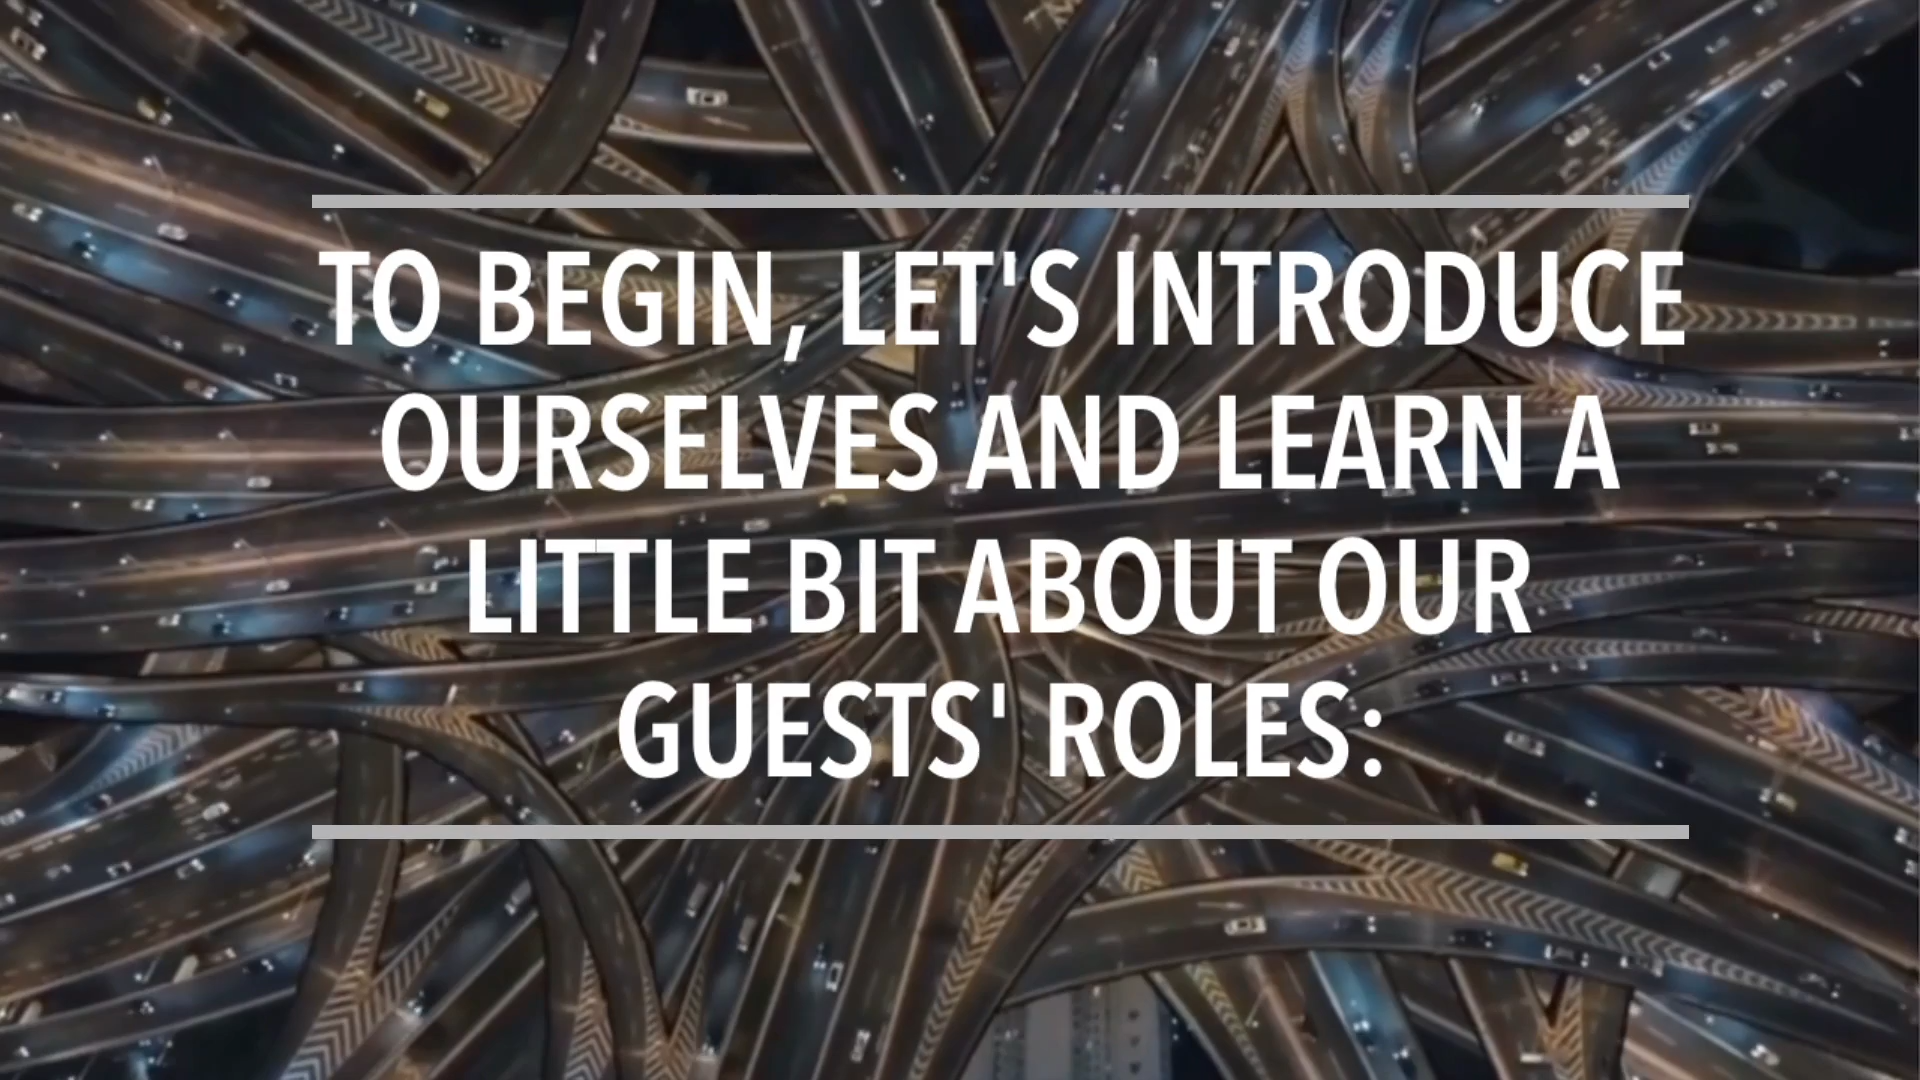 TO BEGIN, LET'S INTRODUCE
OURSELVES AND LEARN A
LITTLE BIT ABOUT OUR
GUESTS' ROLES: